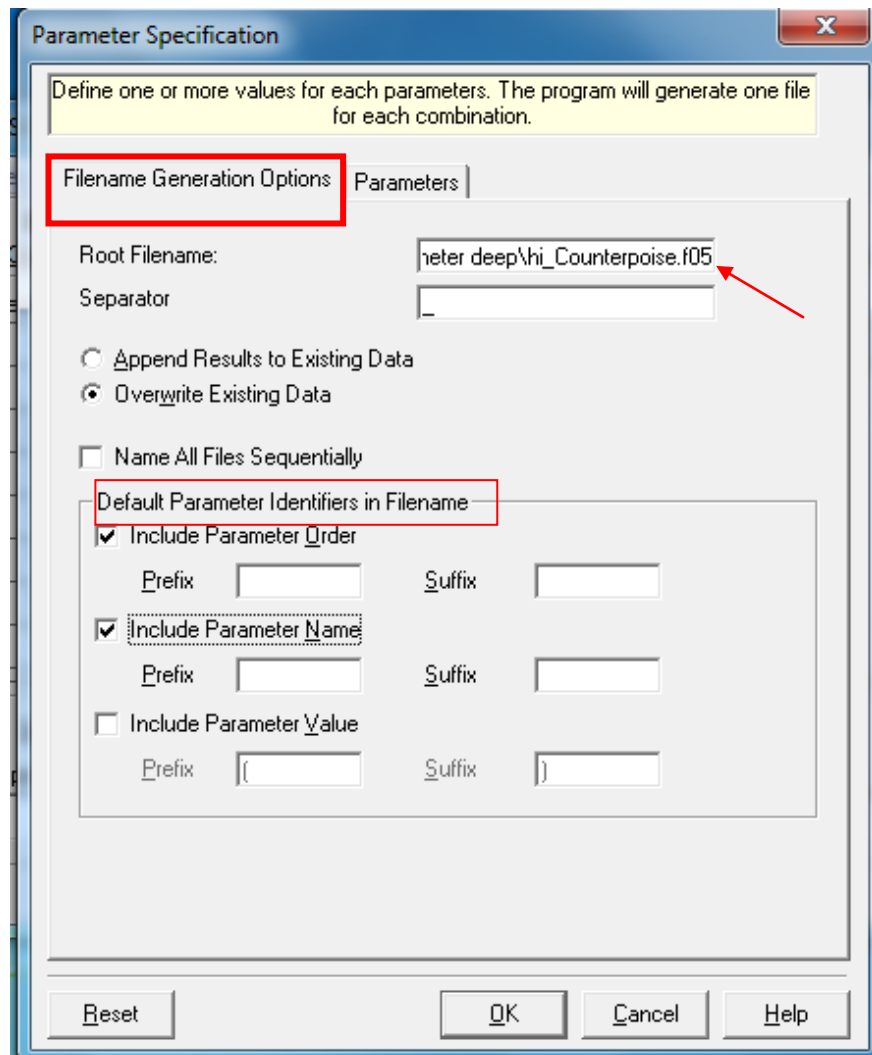 Parameter Specification
Define one or more values for each parameters. The program will generate one file
for each combination.
Filename Generation Options
Parameters
Root Filename:
neter deep\hi_Counterpoise.f05
Separator
_
Append Results to Existing Data
Overwrite Existing Data
Name All Files Sequentially
Default Parameter Identifiers in Filename
Include Parameter Order
Prefix
Suffix
Include Parameter Name
Prefix
Suffix
Include Parameter Value
Prefix (
Suffix )
Reset
OK
Cancel
Help